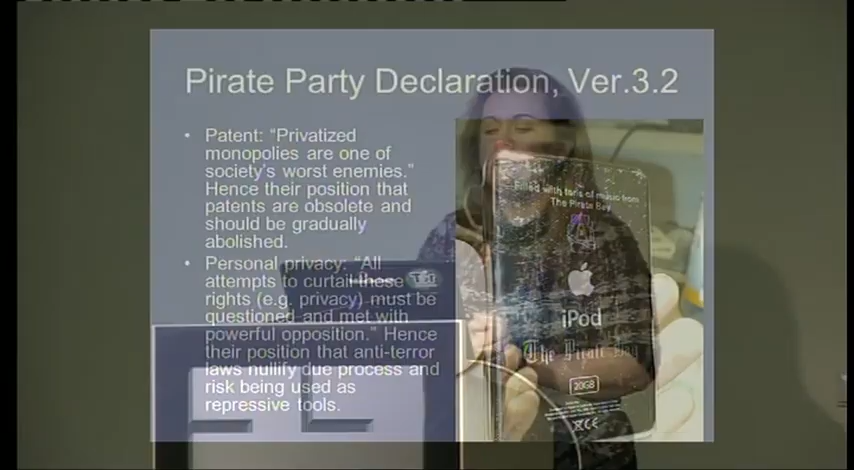 Pirate Party Declaration, Ver.3.2
• Patent: “Privatized
monopolies are one of
society’s worst enemies.”
Hence their position that
patents are obsolete and
should be gradually
abolished.
• Personal privacy: “All
attempts to curtail these
rights (e.g. privacy) must be
questioned and met with
powerful opposition.” Hence
their position that anti-terror
laws nullify due process and
risk being used as
repressive tools.
Filled with tons of music from
The Pirate Bay
iPod
The Pirate Bay
20GB